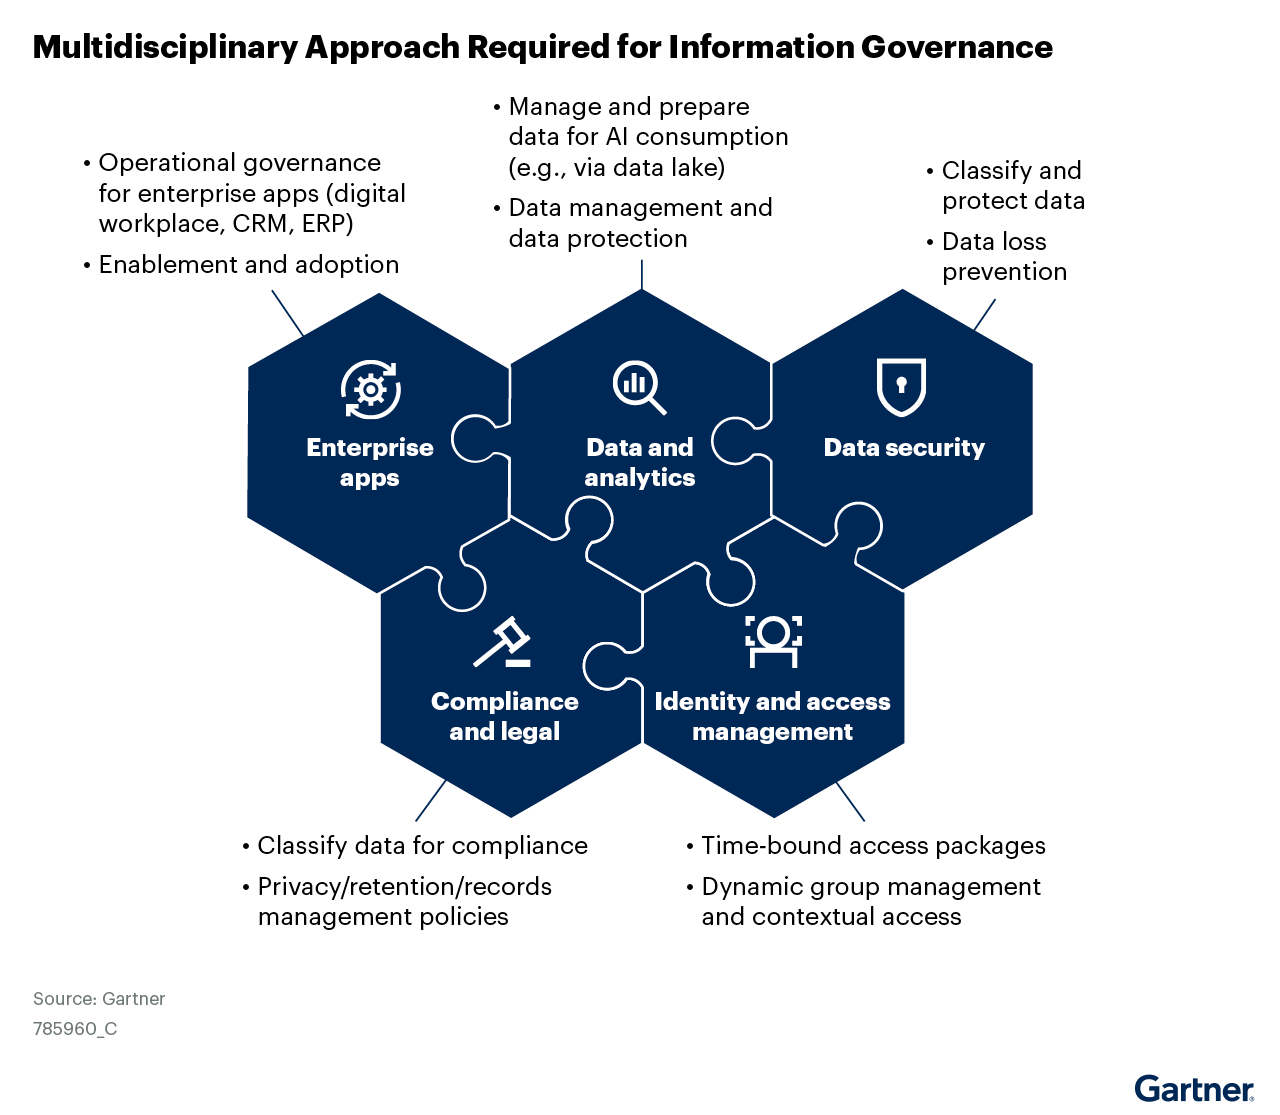 Multidisciplinary Approach Required for Information Governance
• Operational governance
for enterprise apps (digital
workplace, CRM, ERP)
• Enablement and adoption
• Manage and prepare
data for AI consumption
(e.g., via data lake)
• Data management and
data protection
• Classify and
protect data
• Data loss
prevention
Enterprise
apps
Data and
analytics
Data security
Compliance
and legal
Identity and access
management
• Classify data for compliance
• Privacy/retention/records
management policies
• Time-bound access packages
• Dynamic group management
and contextual access
Source: Gartner
785960_C
Gartner®